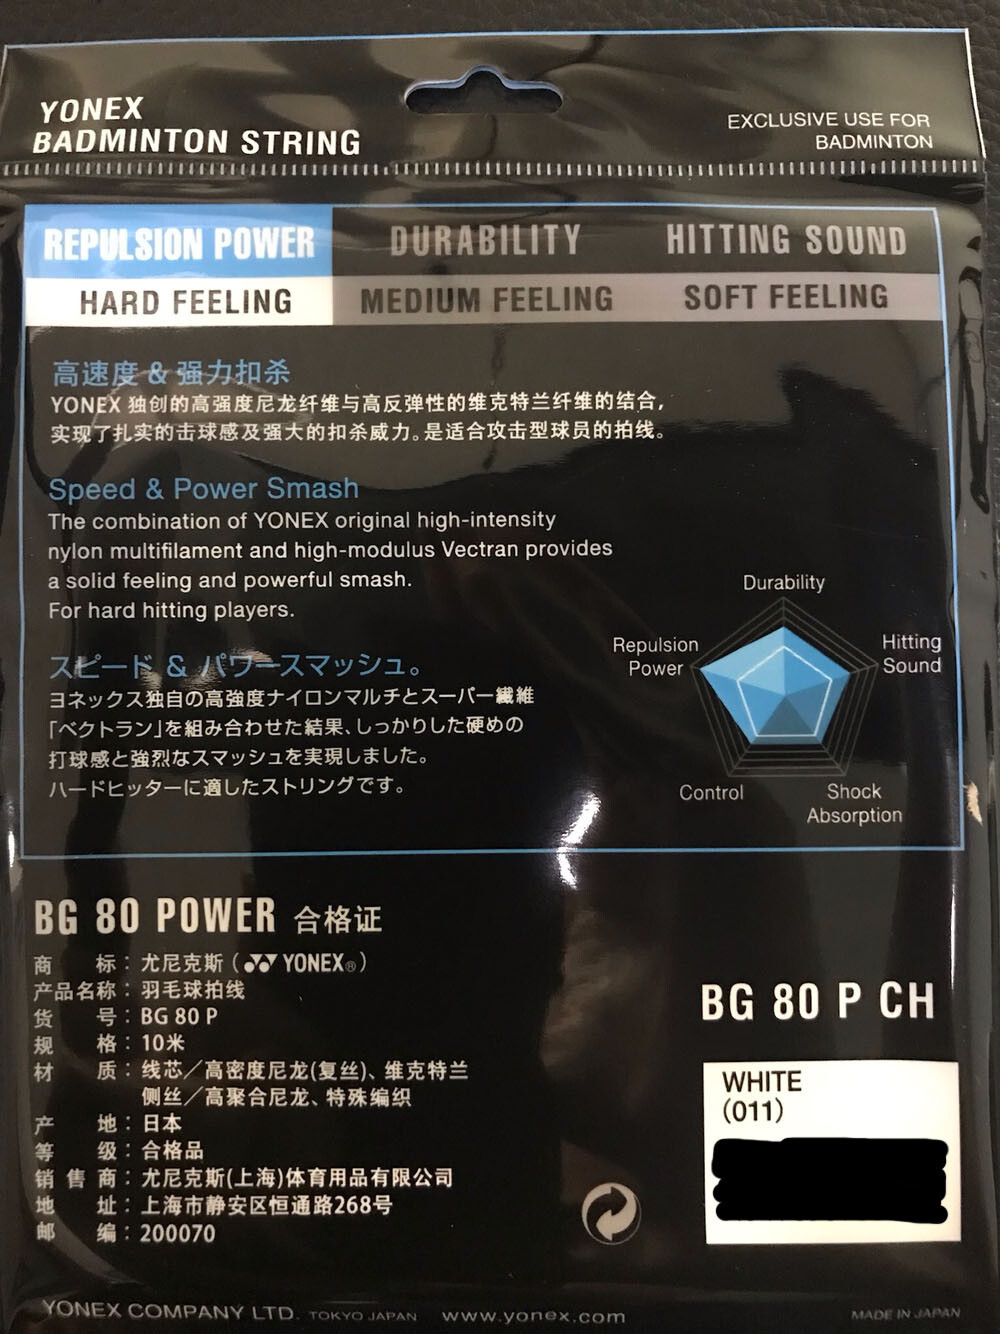 YONEX
BADMINTON STRING
EXCLUSIVE USE FOR
BADMINTON
REPULSION POWER DURABILITY HITTING SOUND
HARD FEELING MEDIUM FEELING SOFT FEELING
高速度 & 强力扣杀
YONEX 独创的高强度尼龙纤维与高反弹性的维克特兰纤维的结合,
实现了扎实的击球感及强大的扣杀威力。是适合攻击型球员的拍线。
Speed & Power Smash
The combination of YONEX original high-intensity
nylon multifilament and high-modulus Vectran provides
a solid feeling and powerful smash.
For hard hitting players.
スピード & パワースマッシュ。
ヨネックス独自の高強度ナイロンマルチとスーパー繊維
「ベクトラン」を組み合わせた結果、しっかりした硬めの
打球感と強烈なスマッシュを実現しました。
ハードヒッターに適したストリングです。
Durability
Repulsion
Power
Hitting
Sound
Control
Shock
Absorption
BG 80 POWER 合格证
商 标：尤尼克斯（YONEX®）
产品名称：羽毛球拍线
货 号：BG 80 P
规 格：10米
材 质：线芯／高密度尼龙(复丝)、维克特兰
侧丝／高聚合尼龙、特殊编织
产 地：日本
等 级：合格品
销 售 商：尤尼克斯(上海)体育用品有限公司
地 址：上海市静安区恒通路268号
邮 编：200070
BG 80 P CH
WHITE
(011)
YONEX COMPANY LTD. TOKYO JAPAN www.yonex.com MADE IN JAPAN